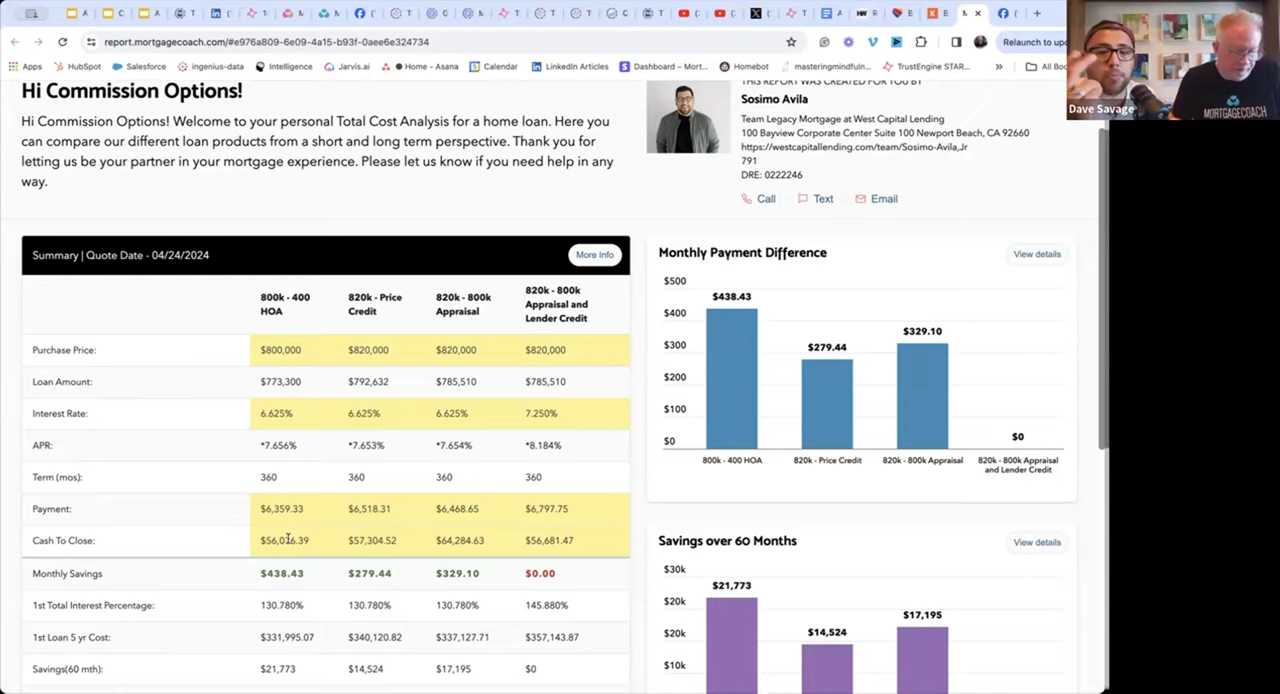 report.mortgagecoach.com/#e976a809-6e09-4a15-b93f-0aee6e324734
Relaunch to up
Apps HubSpot Salesforce ingenius-data Intelligence Jarvis.ai Home - Asana Calendar LinkedIn Articles Dashboard – Mort... Homebot masteringmindfuln... TrustEngine STAR... » All Bo
Dave Savage
MORTGAGECOACH
Hi Commission Options!
Hi Commission Options! Welcome to your personal Total Cost Analysis for a home loan. Here you
can compare our different loan products from a short and long term perspective. Thank you for
letting us be your partner in your mortgage experience. Please let us know if you need help in any
way.
THIS REPORT WAS CREATED FOR YOU BY
Sosimo Avila
Team Legacy Mortgage at West Capital Lending
100 Bayview Corporate Center Suite 100 Newport Beach, CA 92660
https://westcapitallending.com/team/Sosimo-Avila,Jr
791
DRE: 0222246
Call Text Email
Summary | Quote Date - 04/24/2024 More Info
800k - 400 HOA 820k - Price Credit 820k - 800k Appraisal 820k - 800k Appraisal and Lender Credit
Purchase Price: $800,000 $820,000 $820,000 $820,000
Loan Amount: $773,300 $792,632 $785,510 $785,510
Interest Rate: 6.625% 6.625% 6.625% 7.250%
APR: *7.656% *7.653% *7.654% *8.184%
Term (mos): 360 360 360 360
Payment: $6,359.33 $6,518.31 $6,468.65 $6,797.75
Cash To Close: $57,304.52 $64,284.63 $56,681.47
Monthly Savings $438.43 $279.44 $329.10 $0.00
1st Total Interest Percentage: 130.780% 130.780% 130.780% 145.880%
1st Loan 5 yr Cost: $331,995.07 $340,120.82 $337,127.71 $357,143.87
Savings(60 mth): $21,773 $14,524 $17,195 $0
Monthly Payment Difference View details
$500
$438.43
$400
$329.10
$300
$279.44
$200
$100
$0
$0
800k - 400 HOA 820k - Price Credit 820k - 800k Appraisal 820k - 800k Appraisal
and Lender Credit
Savings over 60 Months View details
$30k
$21,773
$20k
$17,195
$20k
$14,524
$10k